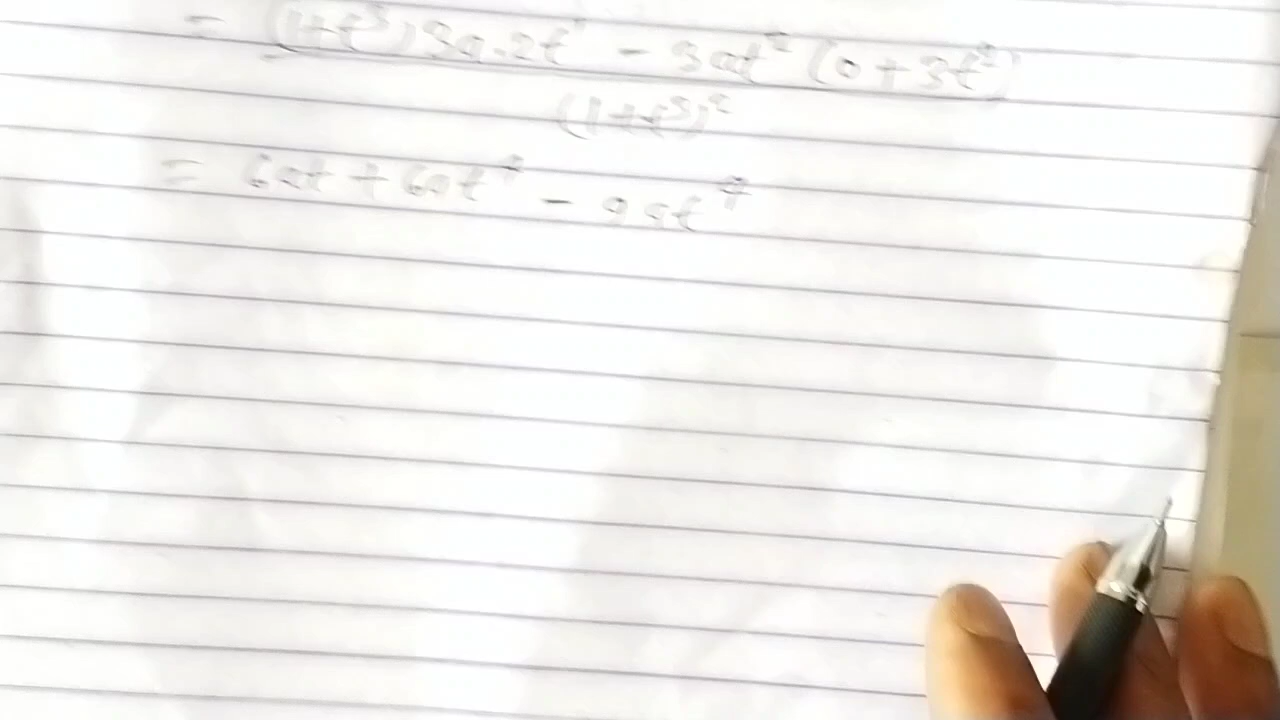 = (1+t³)3a.2t' - 3at² (0+3t²)
(1+t³)²
= 6at + 6at⁴ - 9at⁴